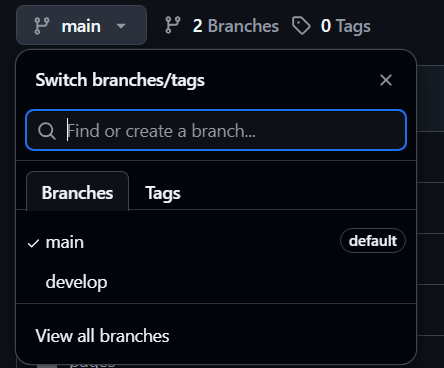 main 2 Branches 0 Tags
Switch branches/tags
Find or create a branch...
Branches Tags
main default
develop
View all branches
pages